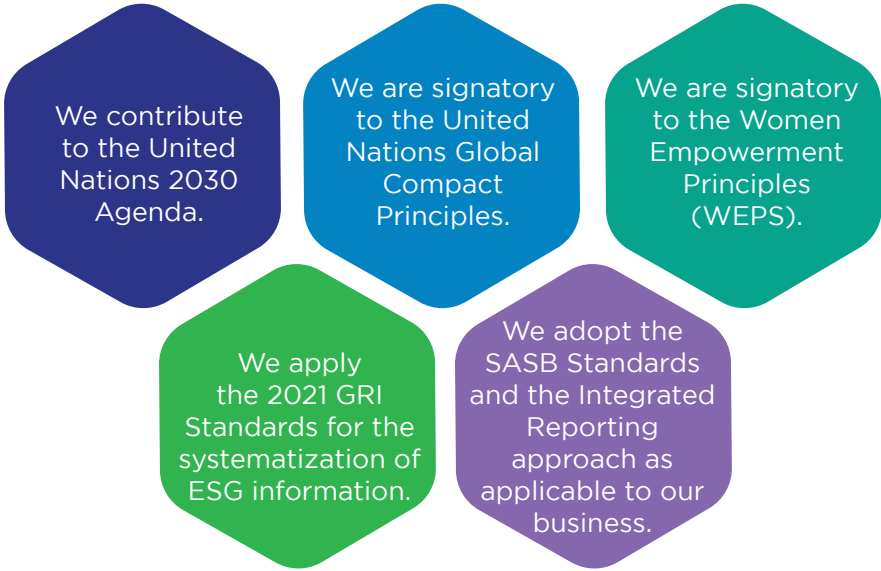 We contribute
to the United
Nations 2030
Agenda.
We are signatory
to the United
Nations Global
Compact
Principles.
We are signatory
to the Women
Empowerment
Principles
(WEPS).
We apply
the 2021 GRI
Standards for the
systematization of
ESG information.
We adopt the
SASB Standards
and the Integrated
Reporting
approach as
applicable to our
business.